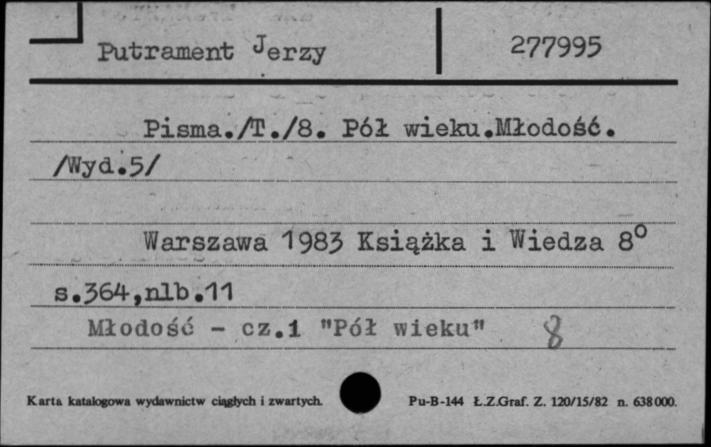 Putrament Jerzy 277995
Pisma./T./8. Pół wieku.Młodość.
/Wyd.5/
Warszawa 1983 Książka i Wiedza 8°
s.364,nlb.11
Młodość - cz.1 "Pół wieku" 8
Karta katalogowa wydawnictw ciągłych i zwartych. Pu-B-144 Ł.Z.Graf. Z. 120/15/82 n. 638000.